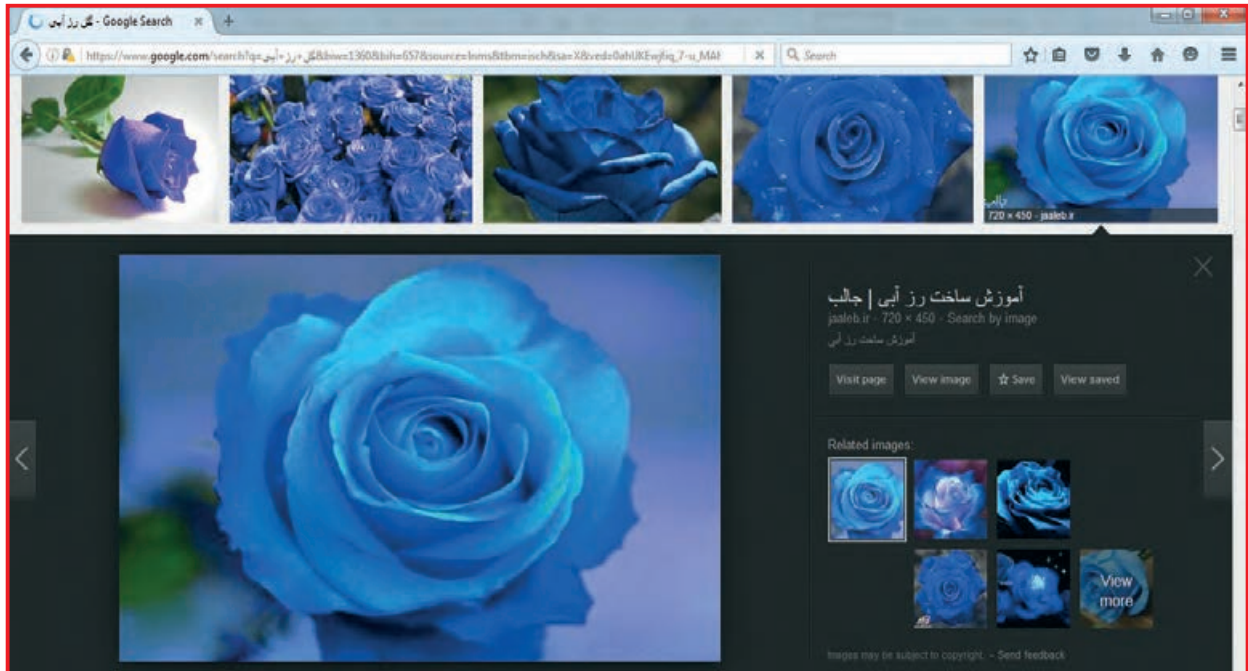 گل رز آبی - Google Search
https://www.google.com/search?q=گل+رز+آبی&biw=1360&bih=657&source=lnms&tbm=isch&sa=X&ved=
Search
جالب
720 × 450 - jaaleb.ir
آموزش ساخت رز آبی | جالب
jaaleb.ir - 720 × 450 - Search by image
آموزش ساخت رز آبی
Visit page View image Save View saved
Related images:
View
more
Images may be subject to copyright. - Send feedback